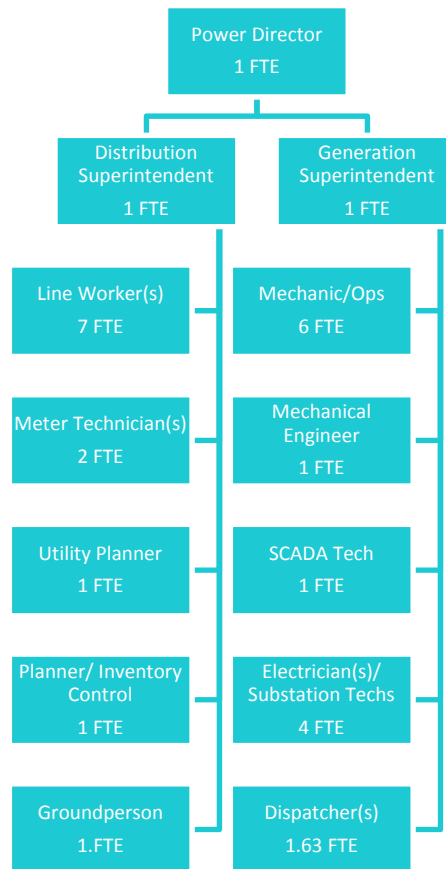 Power Director
1 FTE
Distribution
Superintendent
1 FTE
Generation
Superintendent
1 FTE
Line Worker(s)
7 FTE
Mechanic/Ops
6 FTE
Meter Technician(s)
2 FTE
Mechanical
Engineer
1 FTE
Utility Planner
1 FTE
SCADA Tech
1 FTE
Planner/ Inventory
Control
1 FTE
Electrician(s)/
Substation Techs
4 FTE
Groundperson
1.FTE
Dispatcher(s)
1.63 FTE